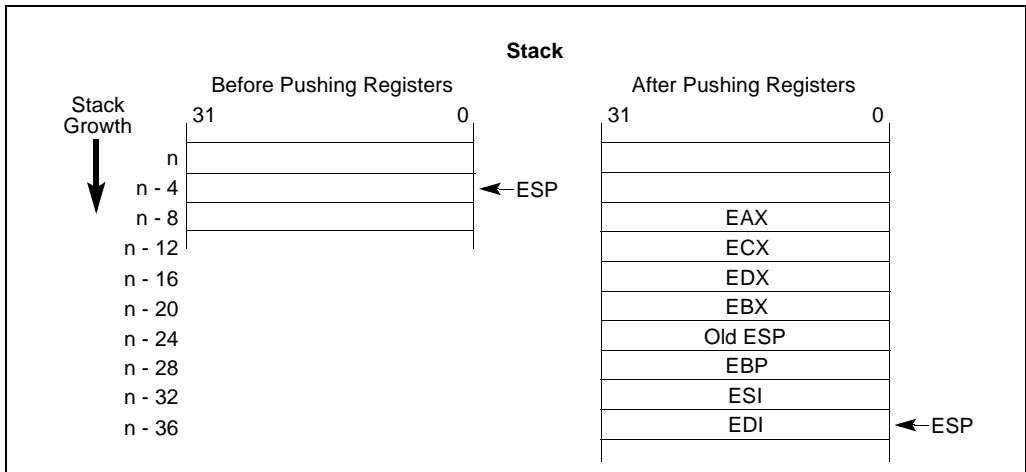 Stack
Before Pushing Registers
After Pushing Registers
Stack
Growth
31 0
31 0
n
n - 4
ESP
n - 8
EAX
n - 12
ECX
n - 16
EDX
n - 20
EBX
n - 24
Old ESP
n - 28
EBP
n - 32
ESI
n - 36
EDI
ESP